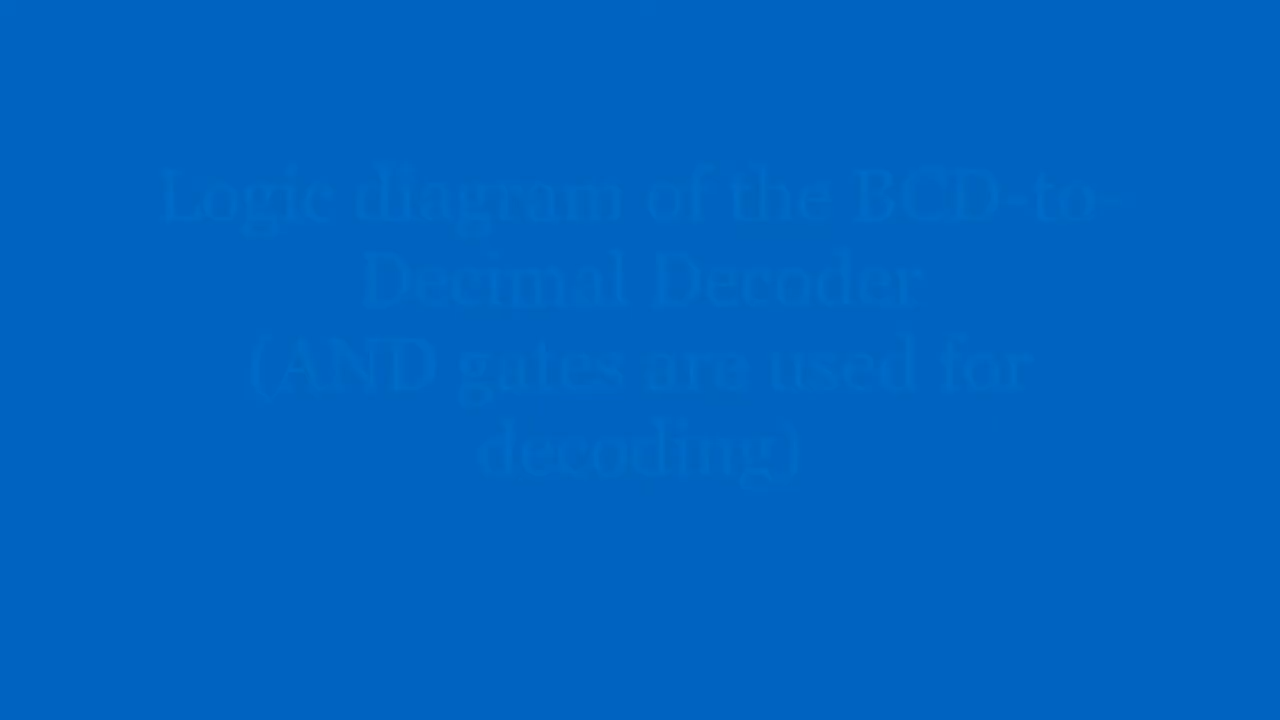 Logic diagram of the BCD-to-
Decimal Decoder
(AND gates are used for
decoding)